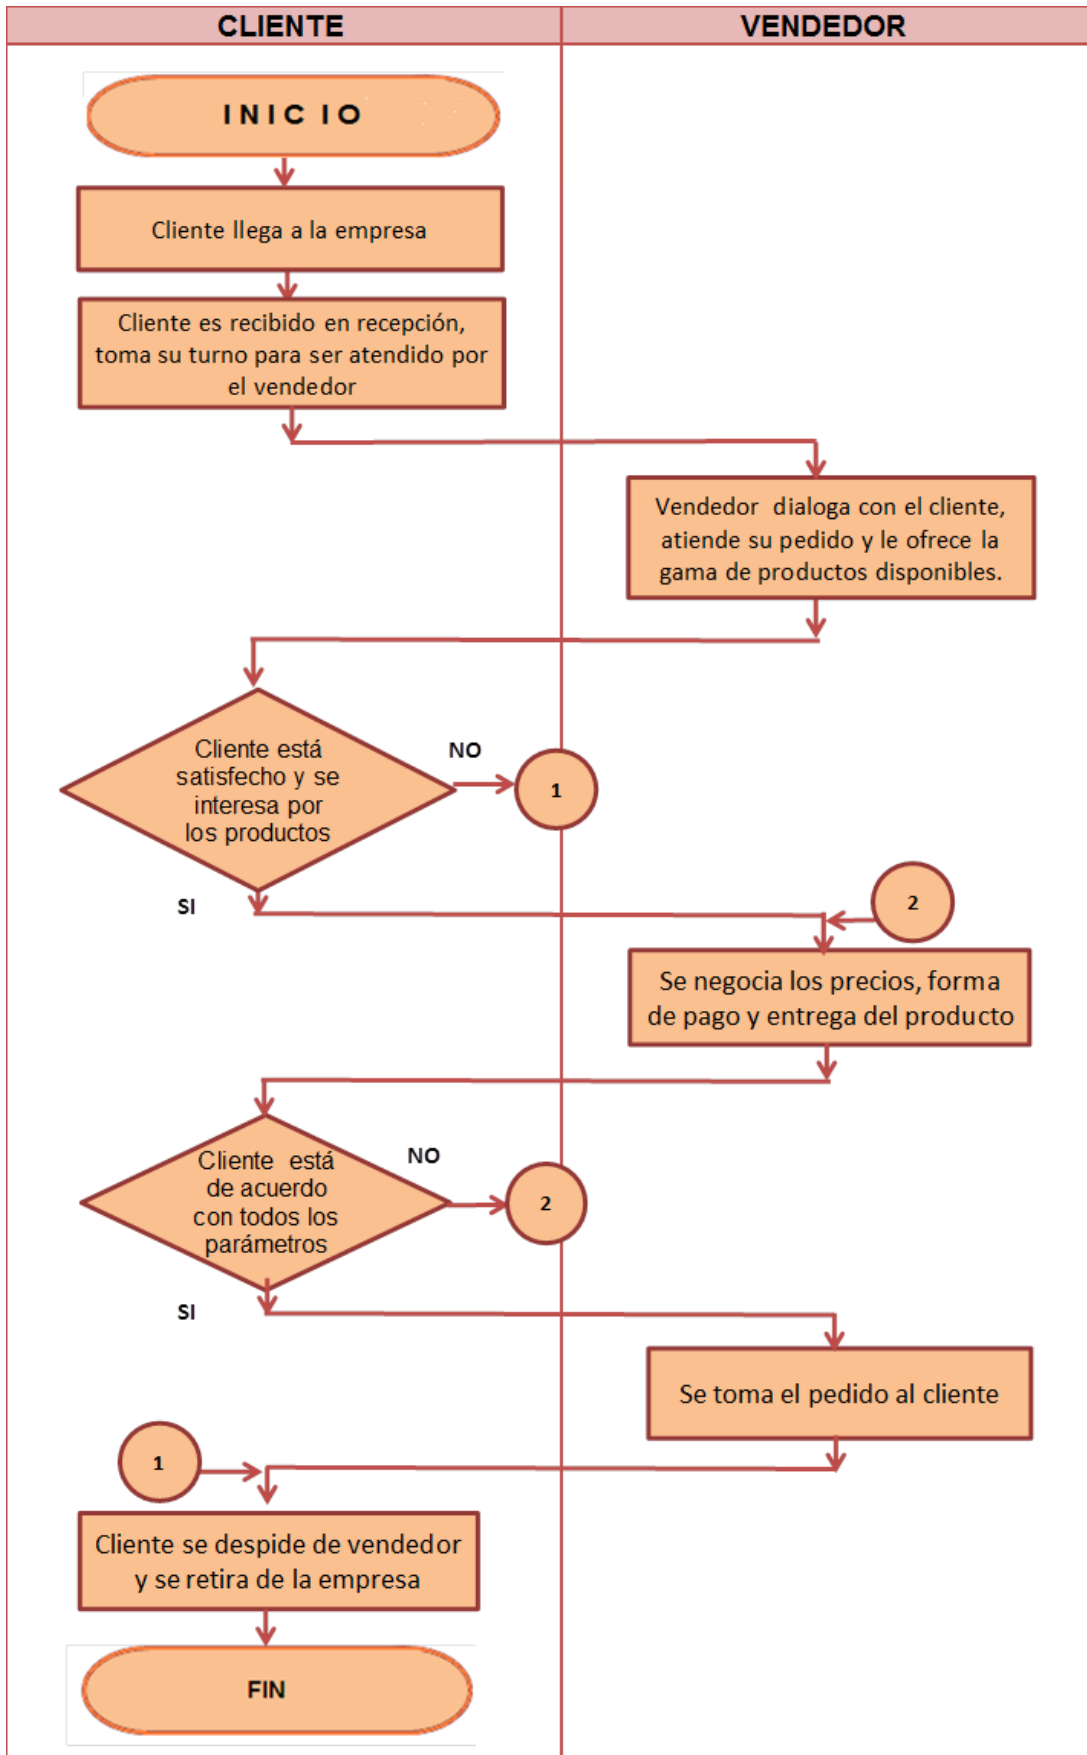 CLIENTE
VENDEDOR
INICIO
Cliente llega a la empresa
Cliente es recibido en recepción,
toma su turno para ser atendido por
el vendedor
Vendedor dialoga con el cliente,
atiende su pedido y le ofrece la
gama de productos disponibles.
Cliente está
satisfecho y se
interesa por
los productos
NO
1
SI
2
Se negocia los precios, forma
de pago y entrega del producto
Cliente está
de acuerdo
con todos los
parámetros
NO
2
SI
Se toma el pedido al cliente
1
Cliente se despide de vendedor
y se retira de la empresa
FIN